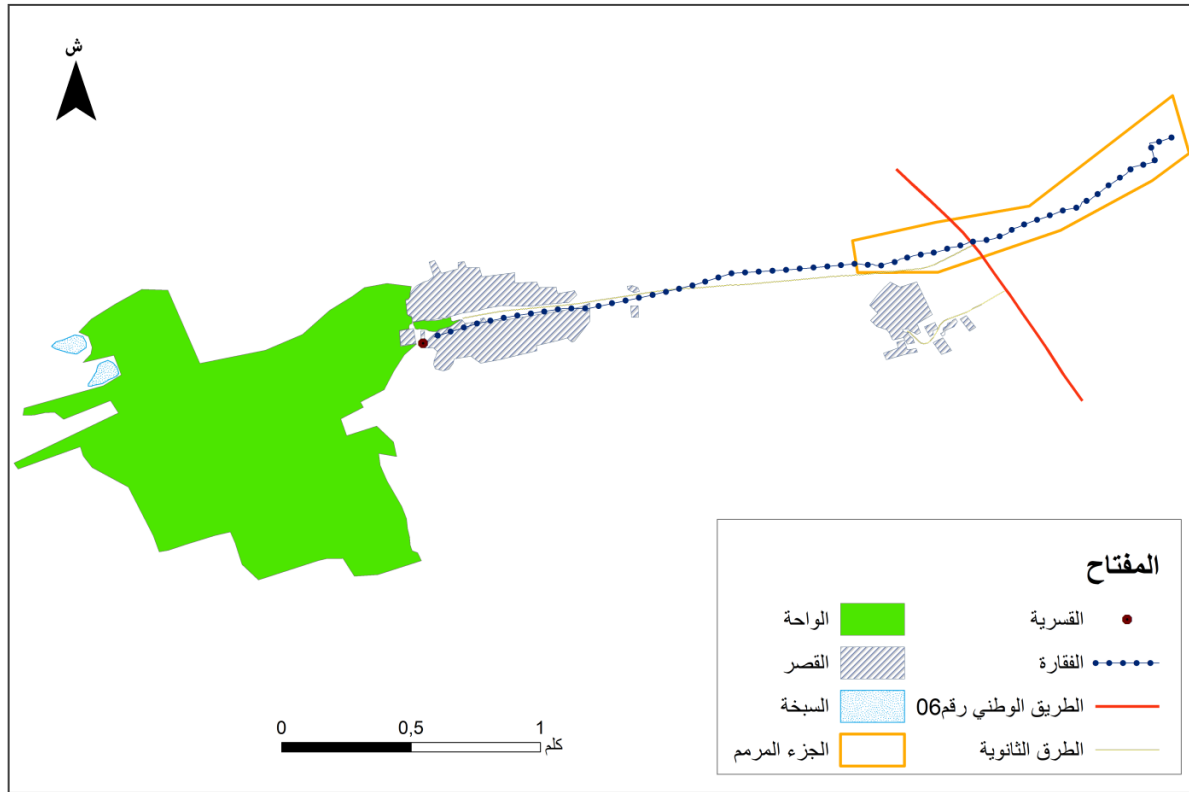 ش
المفتاح
القسرية
الواحة
الفقارة
القصر
الطريق الوطني رقم06
السبخة
الطرق الثانوية
الجزء المرمم
0 0,5 1
كلم